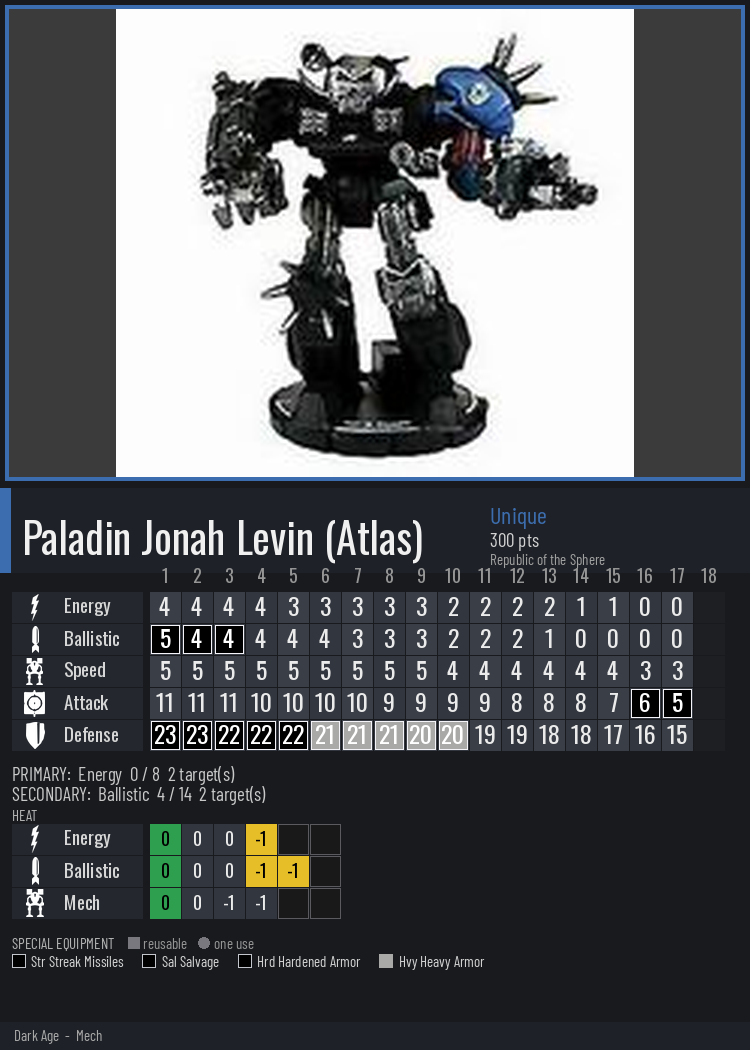 Paladin Jonah Levin (Atlas)
Unique
300 pts
Republic of the Sphere
1 2 3 4 5 6 7 8 9 10 11 12 13 14 15 16 17 18
Energy 4 4 4 4 3 3 3 3 3 2 2 2 2 1 1 0 0
Ballistic 5 4 4 4 4 4 3 3 3 2 2 2 1 0 0 0 0
Speed 5 5 5 5 5 5 5 5 5 4 4 4 4 4 4 3 3
Attack 11 11 11 10 10 10 10 9 9 9 9 8 8 8 7 6 5
Defense 23 23 22 22 22 21 21 21 20 20 19 19 18 18 17 16 15
PRIMARY: Energy 0 / 8 2 target(s)
SECONDARY: Ballistic 4 / 14 2 target(s)
HEAT
Energy 0 0 0 -1
Ballistic 0 0 0 -1 -1
Mech 0 0 -1 -1
SPECIAL EQUIPMENT reusable one use
Str Streak Missiles Sal Salvage Hrd Hardened Armor Hvy Heavy Armor
Dark Age - Mech